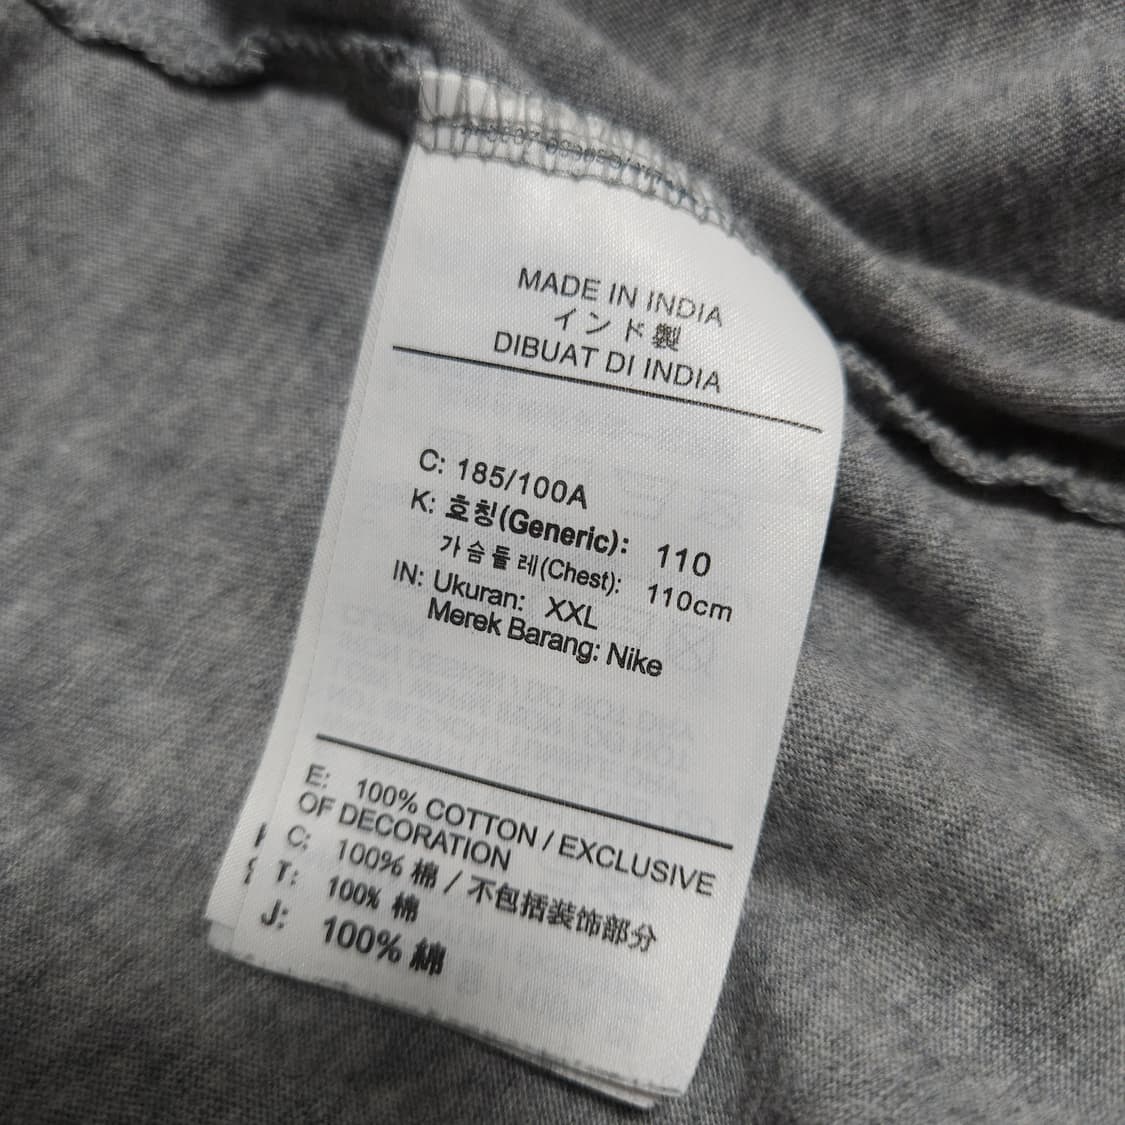 MADE IN INDIA
インド製
DIBUAT DI INDIA
C: 185/100A
K: 호칭(Generic): 110
가슴둘레(Chest): 110cm
IN: Ukuran: XXL
Merek Barang: Nike
E: 100% COTTON / EXCLUSIVE
OF DECORATION
C: 100% 棉 / 不包括装饰部分
T: 100% 棉
J: 100% 綿